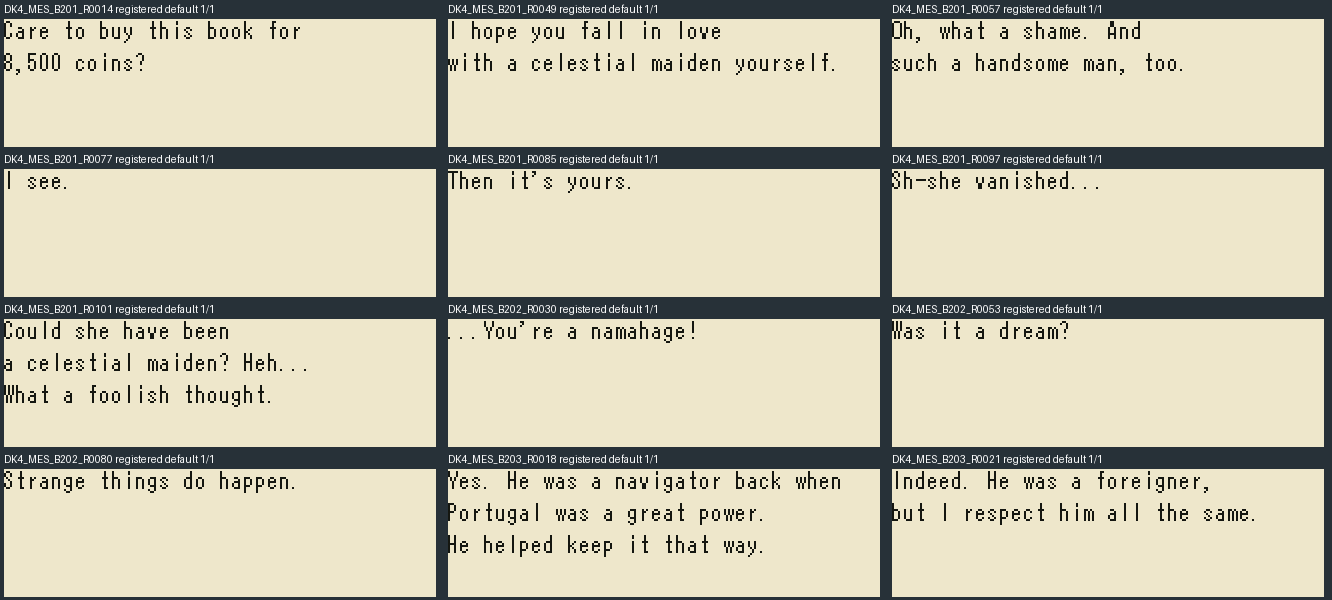 DK4_MES_B201_R0014 registered default 1/1
Care to buy this book for
8,500 coins?
DK4_MES_B201_R0049 registered default 1/1
I hope you fall in love
with a celestial maiden yourself.
DK4_MES_B201_R0057 registered default 1/1
Oh, what a shame. And
such a handsome man, too.
DK4_MES_B201_R0077 registered default 1/1
I see.
DK4_MES_B201_R0085 registered default 1/1
Then it's yours.
DK4_MES_B201_R0097 registered default 1/1
Sh-she vanished...
DK4_MES_B201_R0101 registered default 1/1
Could she have been
a celestial maiden? Heh...
What a foolish thought.
DK4_MES_B202_R0030 registered default 1/1
...You're a namahage!
DK4_MES_B202_R0053 registered default 1/1
Was it a dream?
DK4_MES_B202_R0080 registered default 1/1
Strange things do happen.
DK4_MES_B203_R0018 registered default 1/1
Yes. He was a navigator back when
Portugal was a great power.
He helped keep it that way.
DK4_MES_B203_R0021 registered default 1/1
Indeed. He was a foreigner,
but I respect him all the same.